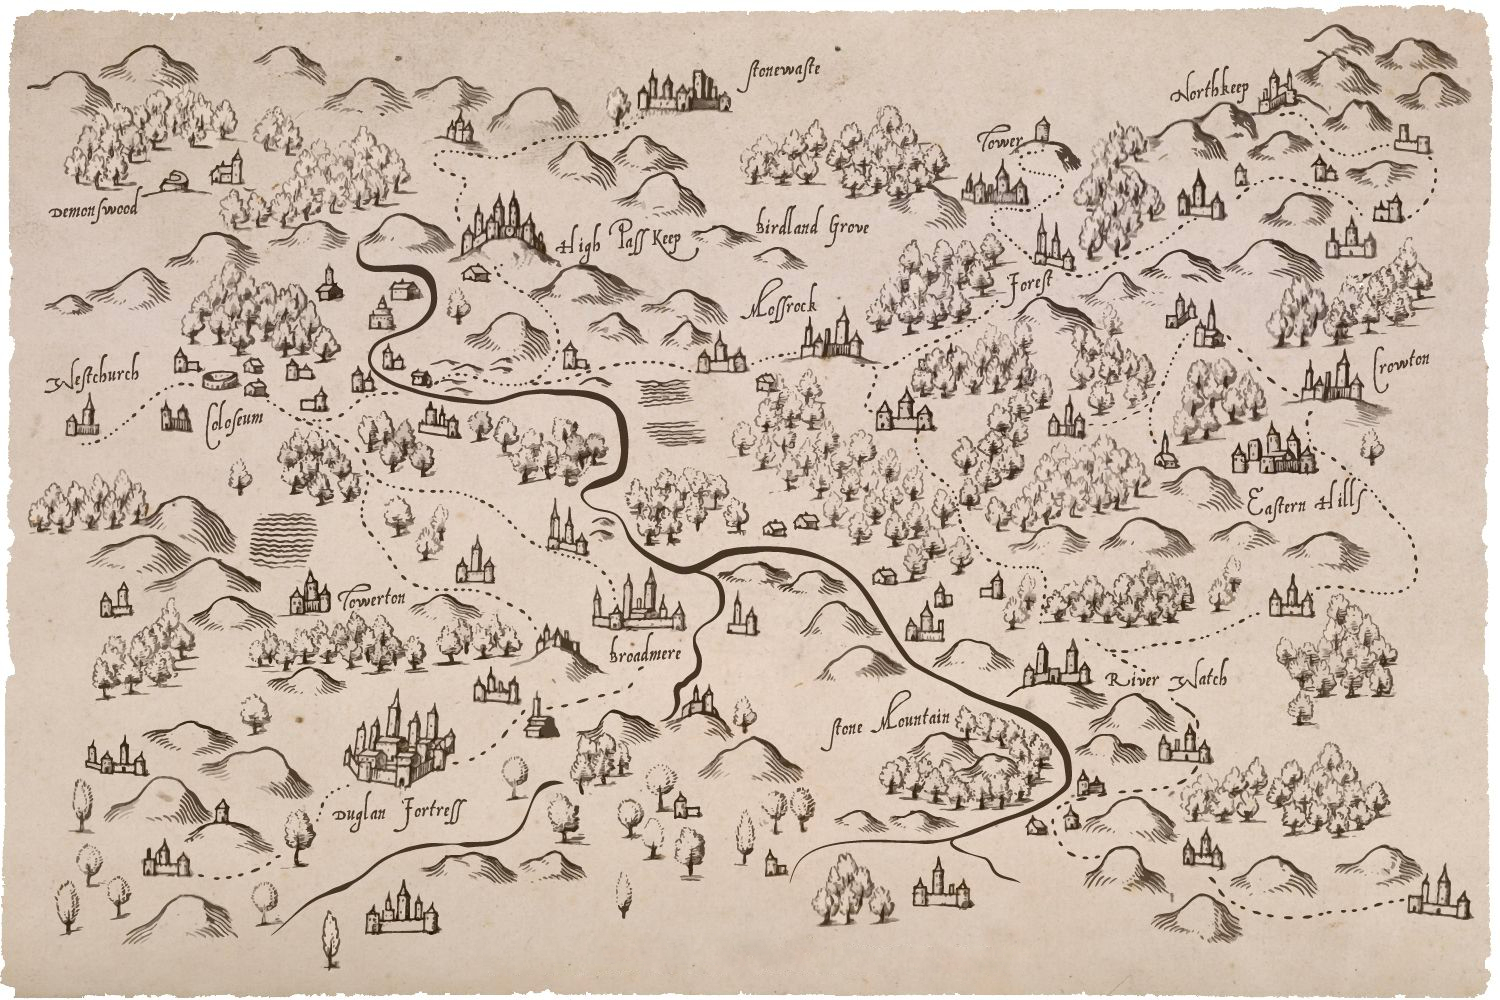 Stonewaste
Northkeep
Tower
Demonswood
High Pass Keep
Birdland Grove
Forest
Mossrock
Westchurch
Coloseum
Crowton
Eastern Hills
Towerton
Broadmere
River Watch
Stone Mountain
Duglan Fortress